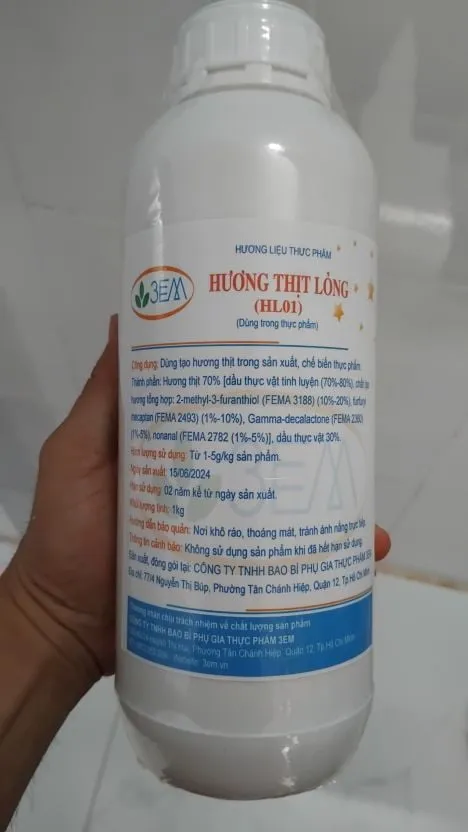 HƯƠNG LIỆU THỰC PHẨM
3EM
HƯƠNG THỊT LỎNG
(HL01)
(Dùng trong thực phẩm)
Công dụng: Dùng tạo hương thịt trong sản xuất, chế biến thực phẩm.
Thành phần: Hương thịt 70% [dầu thực vật tinh luyện (70%-80%), chất tạo
hương tổng hợp: 2-methyl-3-furanthiol (FEMA 3188) (10%-20%), furfuryl
mecaptan (FEMA 2493) (1%-10%), Gamma-decalactone (FEMA 2360)
(1%-5%), nonanal (FEMA 2782 (1%-5%)], dầu thực vật 30%.
Hàm lượng sử dụng: Từ 1-5g/kg sản phẩm.
Ngày sản xuất: 15/06/2024
Hạn sử dụng: 02 năm kể từ ngày sản xuất.
Khối lượng tịnh: 1kg
Hướng dẫn bảo quản: Nơi khô ráo, thoáng mát, tránh ánh nắng trực tiếp.
Thông tin cảnh báo: Không sử dụng sản phẩm khi đã hết hạn sử dụng.
Sản xuất, đóng gói tại: CÔNG TY TNHH BAO BÌ PHỤ GIA THỰC PHẨM 3EM
Địa chỉ: 77/4 Nguyễn Thị Búp, Phường Tân Chánh Hiệp, Quận 12, Tp.Hồ Chí Minh
3EM
Thương nhân chịu trách nhiệm về chất lượng sản phẩm
CÔNG TY TNHH BAO BÌ PHỤ GIA THỰC PHẨM 3EM
Phường Tân Chánh Hiệp, Quận 12, Tp.Hồ Chí Minh
Website: 3em.vn